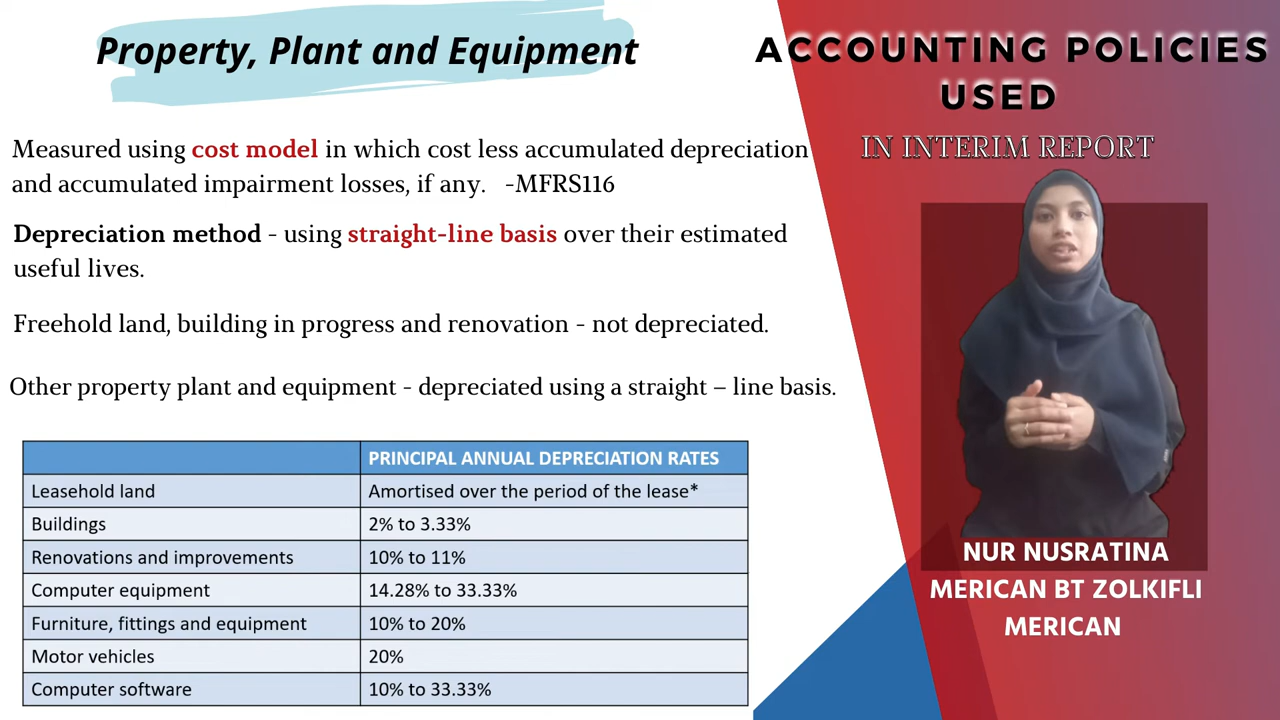 Property, Plant and Equipment
Measured using cost model in which cost less accumulated depreciation
and accumulated impairment losses, if any. -MFRS116
Depreciation method - using straight-line basis over their estimated
useful lives.
Freehold land, building in progress and renovation - not depreciated.
Other property plant and equipment - depreciated using a straight – line basis.
PRINCIPAL ANNUAL DEPRECIATION RATES
Leasehold land Amortised over the period of the lease*
Buildings 2% to 3.33%
Renovations and improvements 10% to 11%
Computer equipment 14.28% to 33.33%
Furniture, fittings and equipment 10% to 20%
Motor vehicles 20%
Computer software 10% to 33.33%
ACCOUNTING POLICIES
USED
IN INTERIM REPORT
NUR NUSRATINA
MERICAN BT ZOLKIFLI
MERICAN